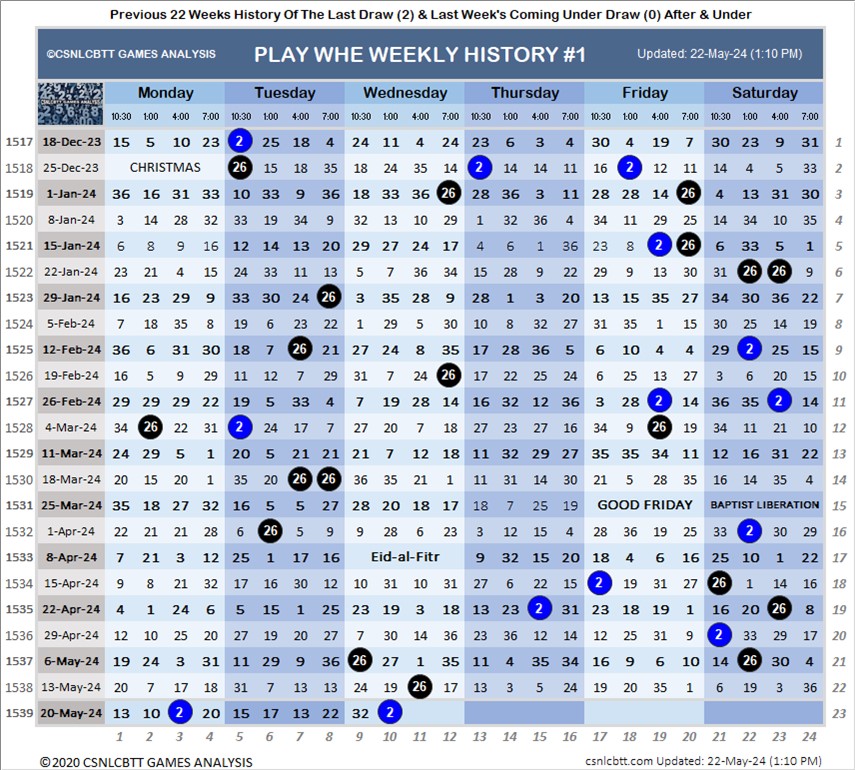 Previous 22 Weeks History Of The Last Draw (2) & Last Week's Coming Under Draw (0) After & Under
©CSNLCBTT GAMES ANALYSIS PLAY WHE WEEKLY HISTORY #1 Updated: 22-May-24 (1:10 PM)
Monday Tuesday Wednesday Thursday Friday Saturday
10:30 1:00 4:00 7:00 10:30 1:00 4:00 7:00 10:30 1:00 4:00 7:00 10:30 1:00 4:00 7:00 10:30 1:00 4:00 7:00 10:30 1:00 4:00 7:00
1517 18-Dec-23 15 5 10 23 2 25 18 4 24 11 4 24 23 6 3 4 30 4 19 7 30 23 9 31 1
1518 25-Dec-23 CHRISTMAS 26 15 18 35 18 24 35 14 2 14 14 11 16 2 12 11 14 4 5 33 2
1519 1-Jan-24 36 16 31 33 10 33 9 36 18 33 36 26 28 36 3 11 28 28 14 26 4 13 31 30 3
1520 8-Jan-24 3 14 28 32 33 19 34 9 32 13 10 29 1 32 36 4 34 11 29 25 14 34 10 35 4
1521 15-Jan-24 6 8 9 16 12 14 13 20 29 27 24 17 4 6 1 36 23 8 2 26 6 33 5 1 5
1522 22-Jan-24 23 21 4 15 24 33 11 13 5 7 36 34 15 28 9 22 29 9 13 30 31 26 26 9 6
1523 29-Jan-24 16 23 29 9 33 30 24 26 3 35 28 9 28 1 3 20 13 15 35 27 34 30 36 22 7
1524 5-Feb-24 7 18 35 8 19 6 23 22 1 29 5 30 10 8 32 27 31 35 1 15 30 25 14 19 8
1525 12-Feb-24 36 6 31 30 18 7 26 21 27 24 8 35 17 28 36 5 6 10 4 4 29 2 25 15 9
1526 19-Feb-24 16 5 9 29 11 12 7 29 31 7 12 26 17 22 25 24 6 25 13 27 3 6 20 15 10
1527 26-Feb-24 29 29 29 22 19 5 33 4 7 19 28 14 16 32 12 36 3 28 2 14 36 35 2 14 11
1528 4-Mar-24 34 26 22 31 2 24 17 7 27 20 7 18 27 23 27 16 34 9 26 19 34 11 21 10 12
1529 11-Mar-24 24 29 5 1 20 5 21 21 21 7 12 13 11 31 14 29 35 35 34 11 12 16 31 22 13
1530 18-Mar-24 20 15 21 1 35 20 26 26 36 35 21 1 11 15 29 30 21 5 28 30 16 14 35 4 14
1531 25-Mar-24 35 18 27 32 16 5 5 27 28 20 18 17 18 7 25 19 GOOD FRIDAY BAPTIST LIBERATION 15
1532 1-Apr-24 22 21 21 28 6 26 5 9 9 28 6 23 3 12 15 4 28 36 19 25 33 2 30 29 16
1533 8-Apr-24 7 21 3 12 25 1 17 16 Eid-al-Fitr 9 32 15 20 18 4 6 16 25 10 1 22 17
1534 15-Apr-24 9 8 21 32 17 16 30 12 10 31 10 31 27 6 22 15 2 19 31 27 26 1 14 16 18
1535 22-Apr-24 4 1 24 6 5 15 1 25 23 19 3 18 13 23 2 31 23 18 19 1 16 20 26 8 19
1536 29-Apr-24 12 10 25 20 27 19 20 27 7 30 14 36 23 36 12 14 12 25 31 9 2 33 29 17 20
1537 6-May-24 19 24 3 31 11 29 9 36 26 27 1 35 11 4 35 34 16 9 6 10 14 26 30 4 21
1538 13-May-24 20 7 17 18 31 7 13 13 24 19 26 17 13 3 5 24 19 20 35 1 6 19 3 36 22
1539 20-May-24 13 10 2 20 15 17 13 22 32 2 23
1 2 3 4 5 6 7 8 9 10 11 12 13 14 15 16 17 18 19 20 21 22 23 24
©2020 CSNLCBTT GAMES ANALYSIS csnlcbtt.com Updated: 22-May-24 (1:10 PM)